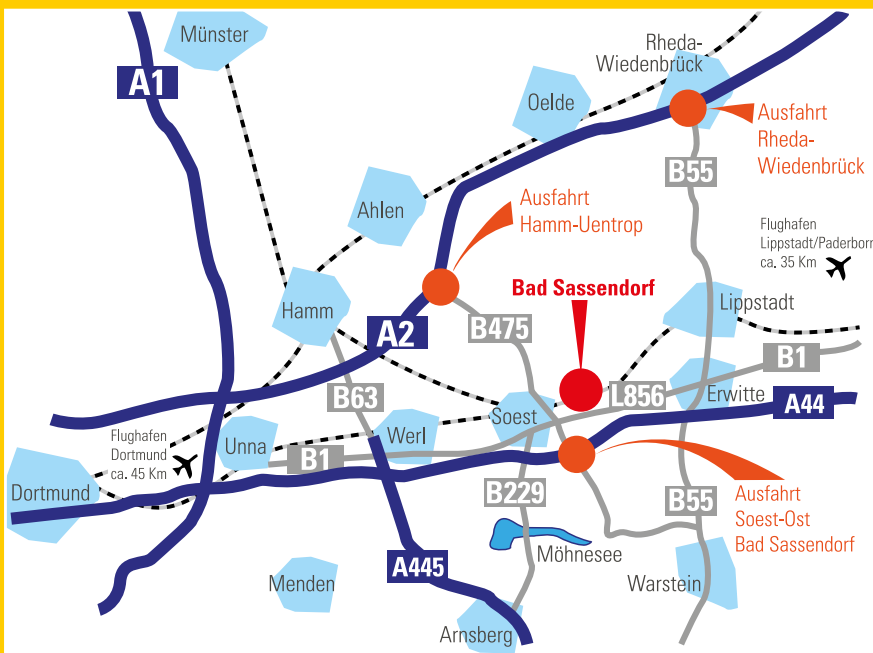 Münster
Rheda-
Wiedenbrück
A1
Oelde
Ausfahrt
Rheda-
Wiedenbrück
B55
Ahlen
Ausfahrt
Hamm-Uentrop
Flughafen
Lippstadt/Paderborn
ca. 35 Km
Bad Sassendorf
Hamm
Lippstadt
A2
B475
B1
B63
L856
Erwitte
A44
Soest
Flughafen
Dortmund
ca. 45 Km
Unna
Werl
B1
Dortmund
B229
B55
Ausfahrt
Soest-Ost
Bad Sassendorf
Möhnesee
A445
Menden
Warstein
Arnsberg